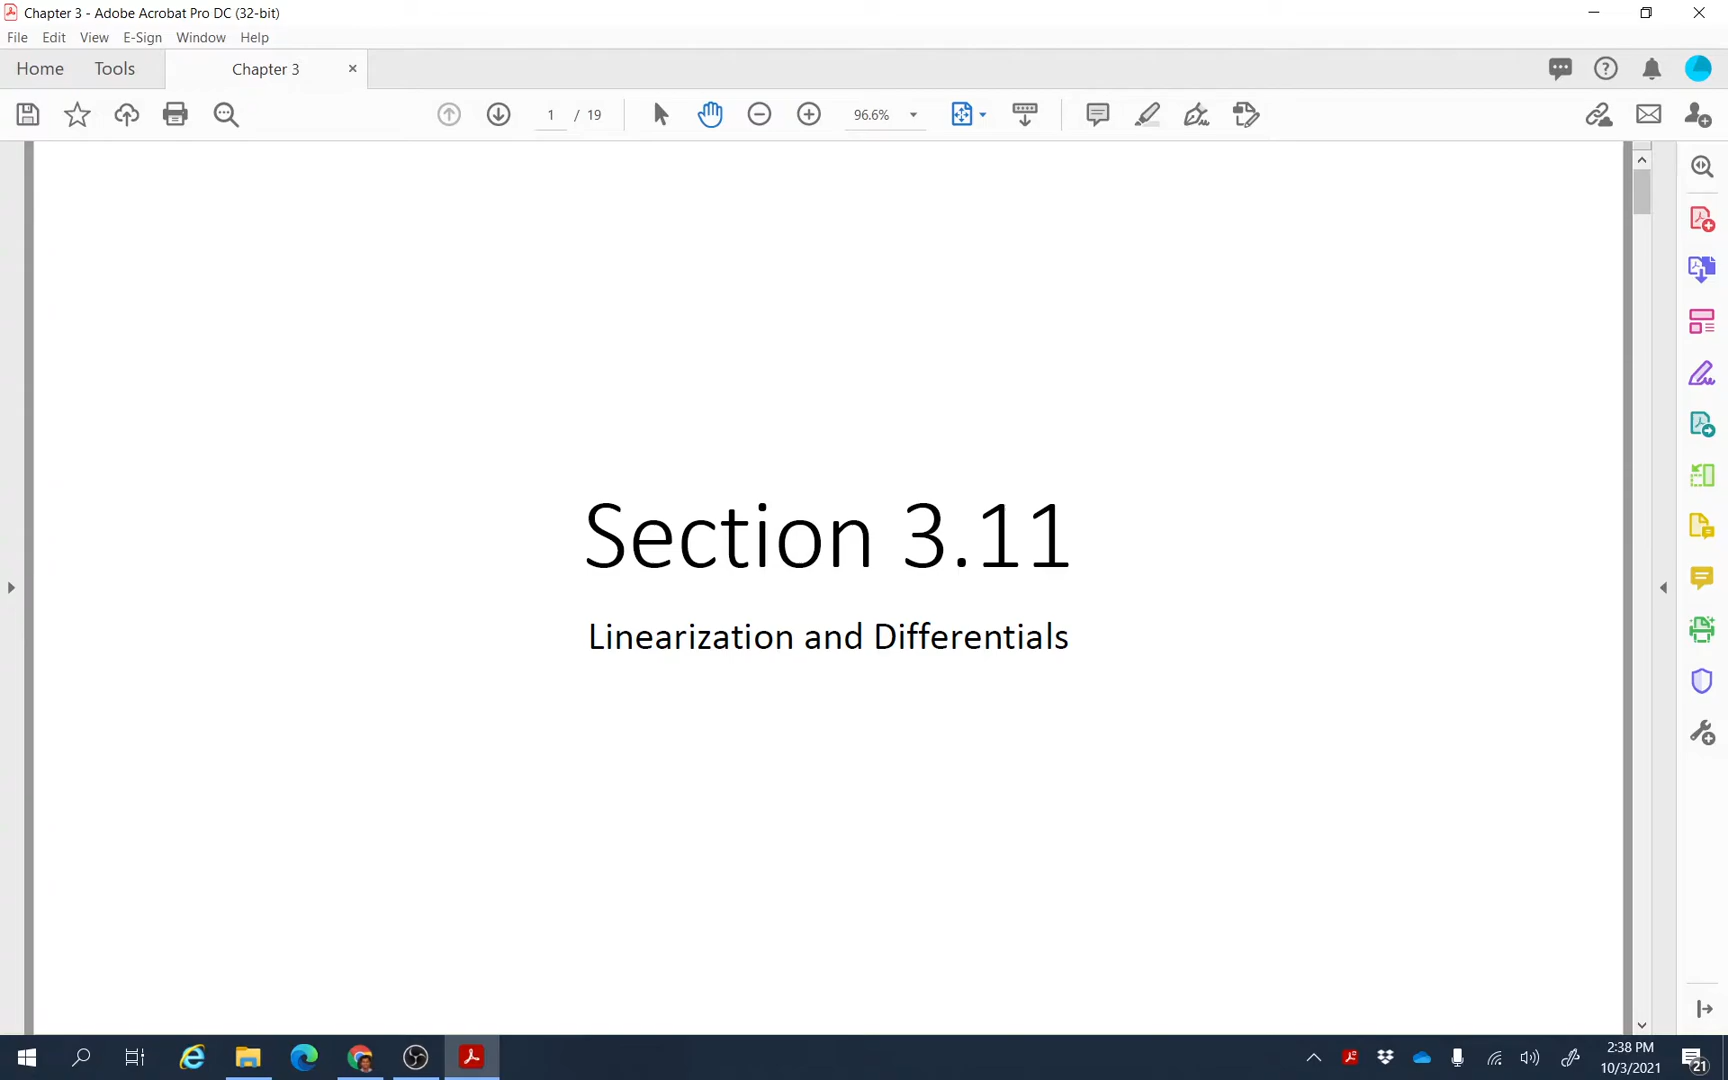 Chapter 3 - Adobe Acrobat Pro DC (32-bit)
File Edit View E-Sign Window Help
Home Tools Chapter 3
1 / 19 96.6%
Section 3.11
Linearization and Differentials
2:38 PM
10/3/2021
21